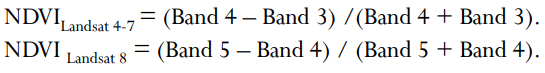 NDVI Landsat 4-7 = (Band 4 – Band 3) /(Band 4 + Band 3).
NDVI Landsat 8 = (Band 5 – Band 4) / (Band 5 + Band 4).